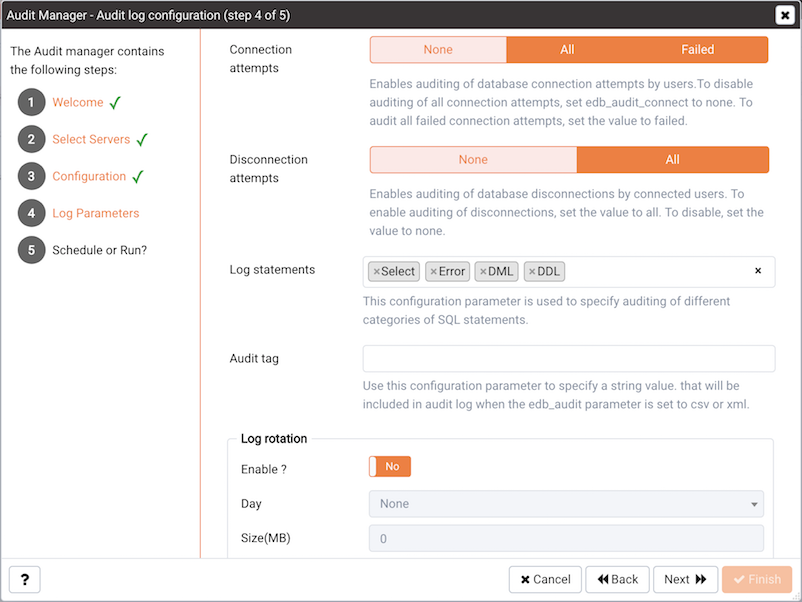 Audit Manager - Audit log configuration (step 4 of 5)
The Audit manager contains
the following steps:
1 Welcome
2 Select Servers
3 Configuration
4 Log Parameters
5 Schedule or Run?
Connection
attempts
None All Failed
Enables auditing of database connection attempts by users.To disable
auditing of all connection attempts, set edb_audit_connect to none. To
audit all failed connection attempts, set the value to failed.
Disconnection
attempts
None All
Enables auditing of database disconnections by connected users. To
enable auditing of disconnections, set the value to all. To disable, set the
value to none.
Log statements
×Select ×Error ×DML ×DDL ×
This configuration parameter is used to specify auditing of different
categories of SQL statements.
Audit tag
Use this configuration parameter to specify a string value. that will be
included in audit log when the edb_audit parameter is set to csv or xml.
Log rotation
Enable ? No
Day None
Size(MB) 0
? Cancel Back Next Finish